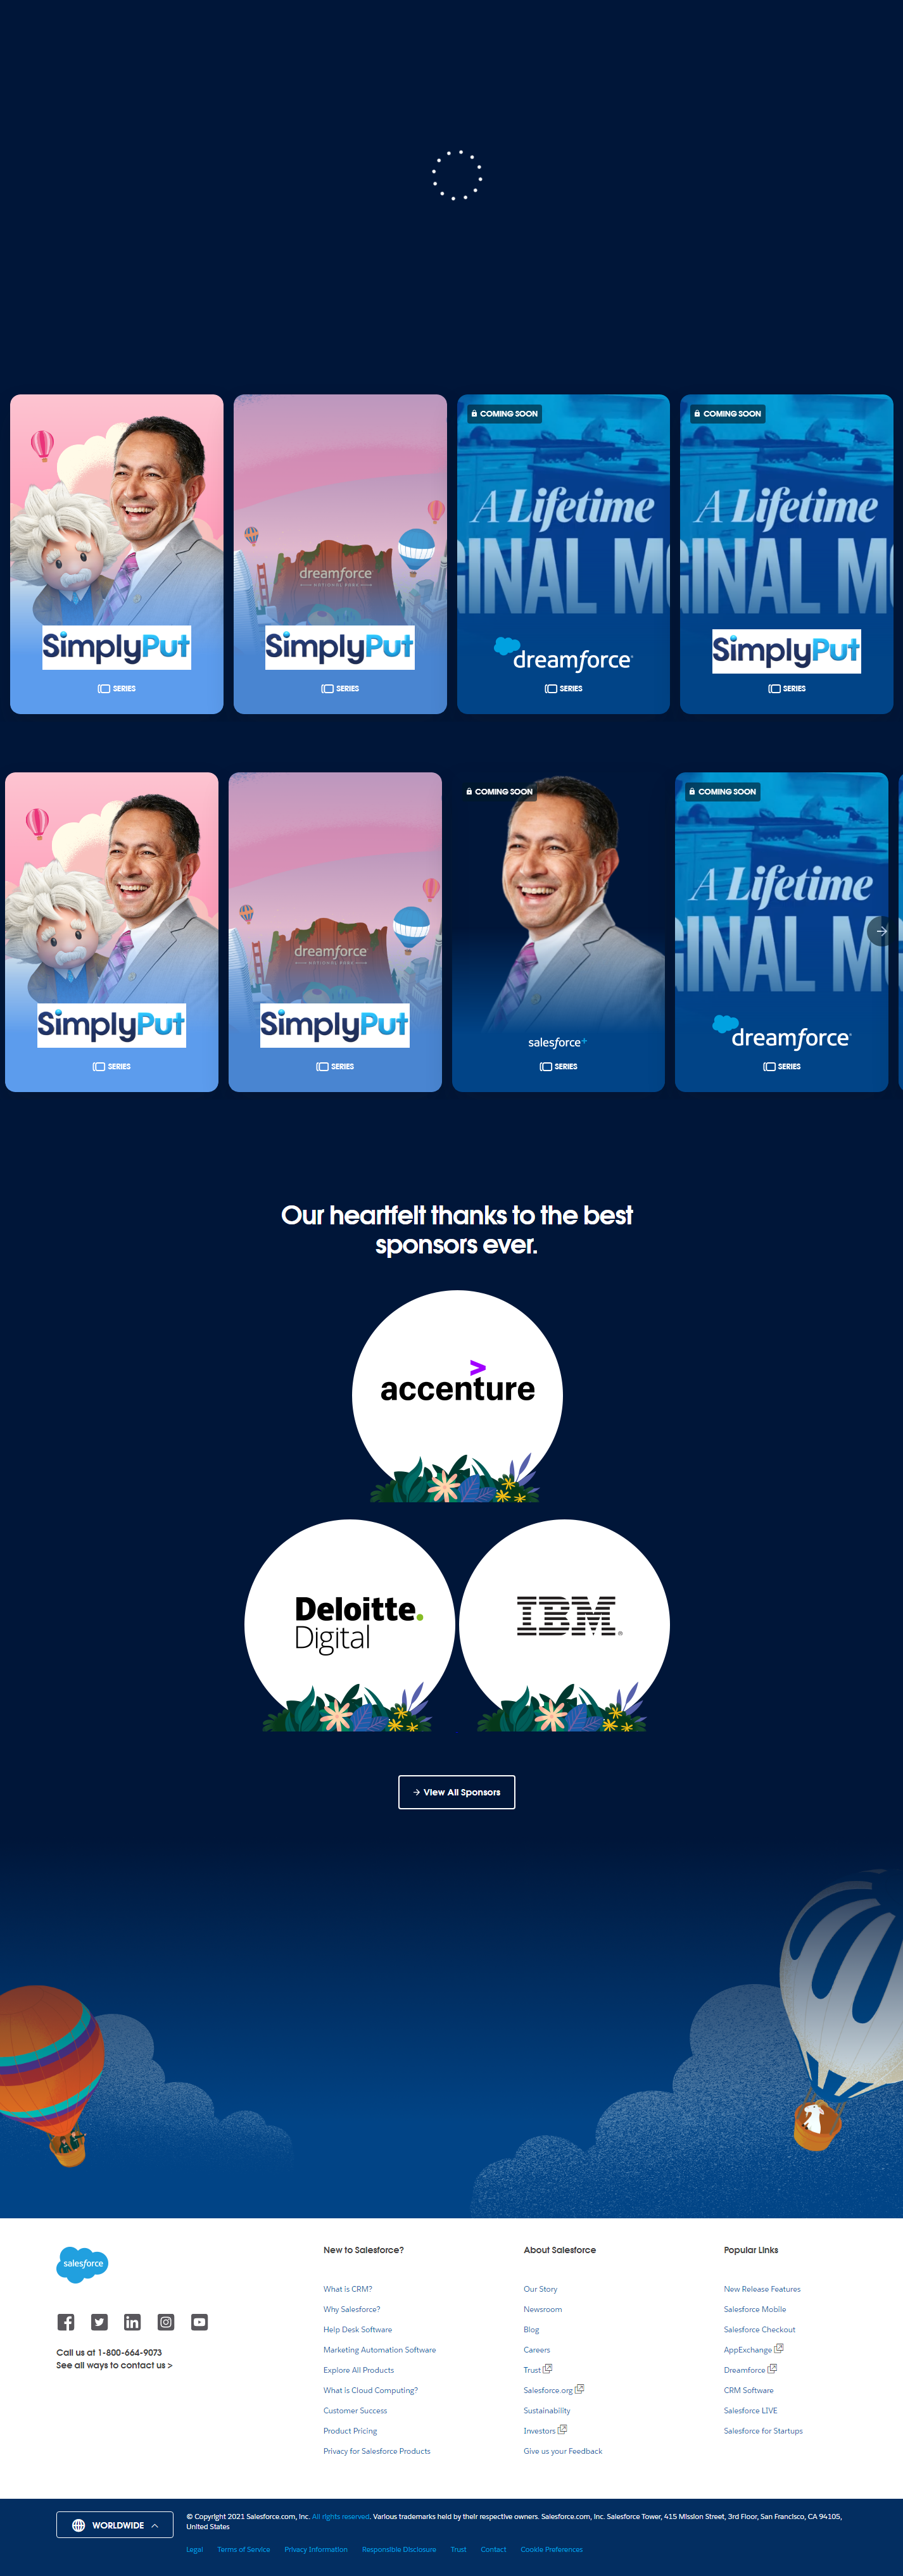 COMING SOON
COMING SOON
A Lifetime
A Lifetime
GINAL M
GINAL M
dreamforce
NATIONAL PARK
SimplyPut
SimplyPut
dreamforce
SimplyPut
SERIES
SERIES
SERIES
SERIES
COMING SOON
COMING SOON
A Lifetime
GINAL M
dreamforce
NATIONAL PARK
SimplyPut
SimplyPut
salesforce+
dreamforce
SERIES
SERIES
SERIES
SERIES
Our heartfelt thanks to the best
sponsors ever.
accenture
Deloitte.
Digital
IBM
View All Sponsors
salesforce
Call us at 1-800-664-9073
See all ways to contact us >
New to Salesforce?
What is CRM?
Why Salesforce?
Help Desk Software
Marketing Automation Software
Explore All Products
What is Cloud Computing?
Customer Success
Product Pricing
Privacy for Salesforce Products
About Salesforce
Our Story
Newsroom
Blog
Careers
Trust
Salesforce.org
Sustainability
Investors
Give us your Feedback
Popular Links
New Release Features
Salesforce Mobile
Salesforce Checkout
AppExchange
Dreamforce
CRM Software
Salesforce LIVE
Salesforce for Startups
WORLDWIDE
© Copyright 2021 Salesforce.com, inc. All rights reserved. Various trademarks held by their respective owners. Salesforce.com, inc. Salesforce Tower, 415 Mission Street, 3rd Floor, San Francisco, CA 94105,
United States
Legal Terms of Service Privacy Information Responsible Disclosure Trust Contact Cookie Preferences